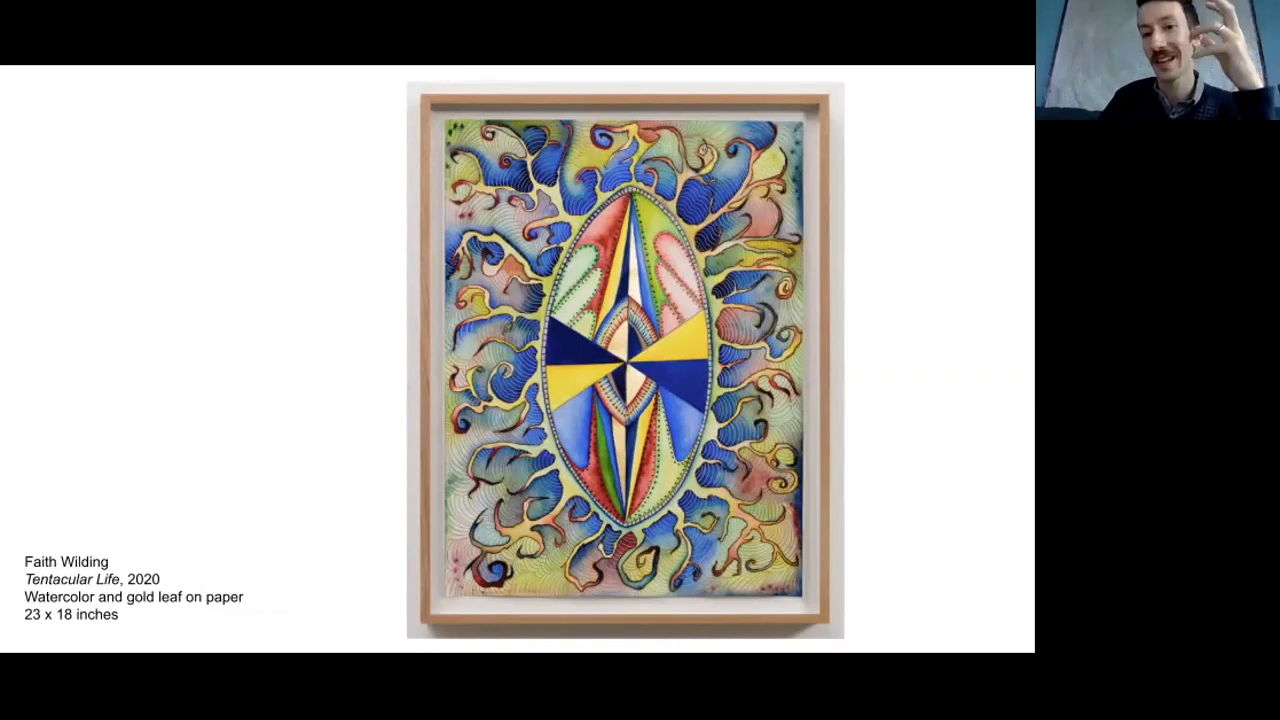 Faith Wilding
Tentacular Life, 2020
Watercolor and gold leaf on paper
23 x 18 inches